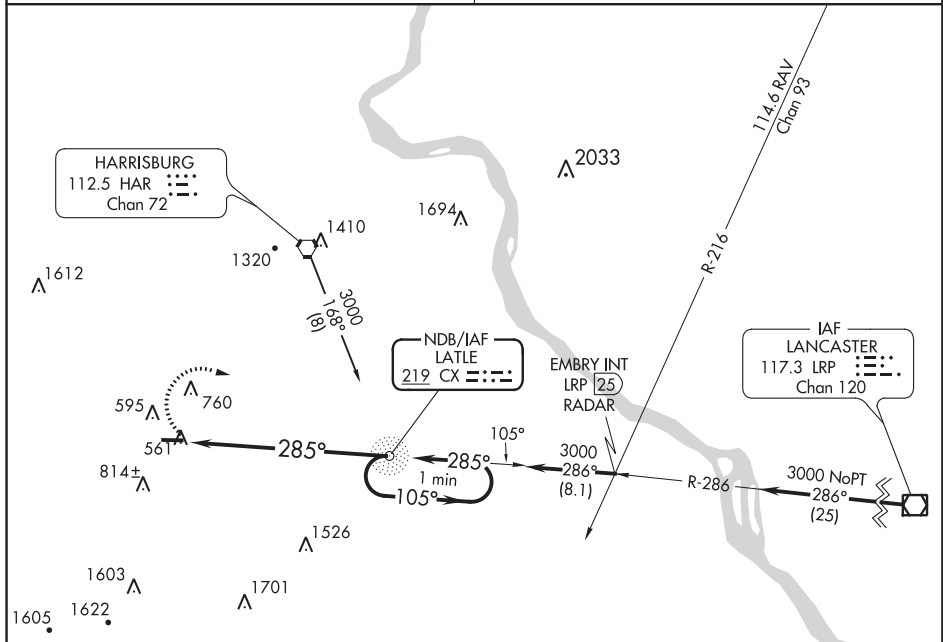 114.6 RAV
Chan 93
2033
HARRISBURG
112.5 HAR
Chan 72
1694
1410
1320
R-216
1612
3000
168°
(8)
IAF
LANCASTER
117.3 LRP
Chan 120
NDB/IAF
LATLE
219 CX
EMBRY INT
LRP 25
RADAR
595
760
561
285°
285°
105°
3000
286°
(8.1)
R-286
3000 NoPT
286°
(25)
814±
1 min
105°
1526
1603
1701
1622
1605